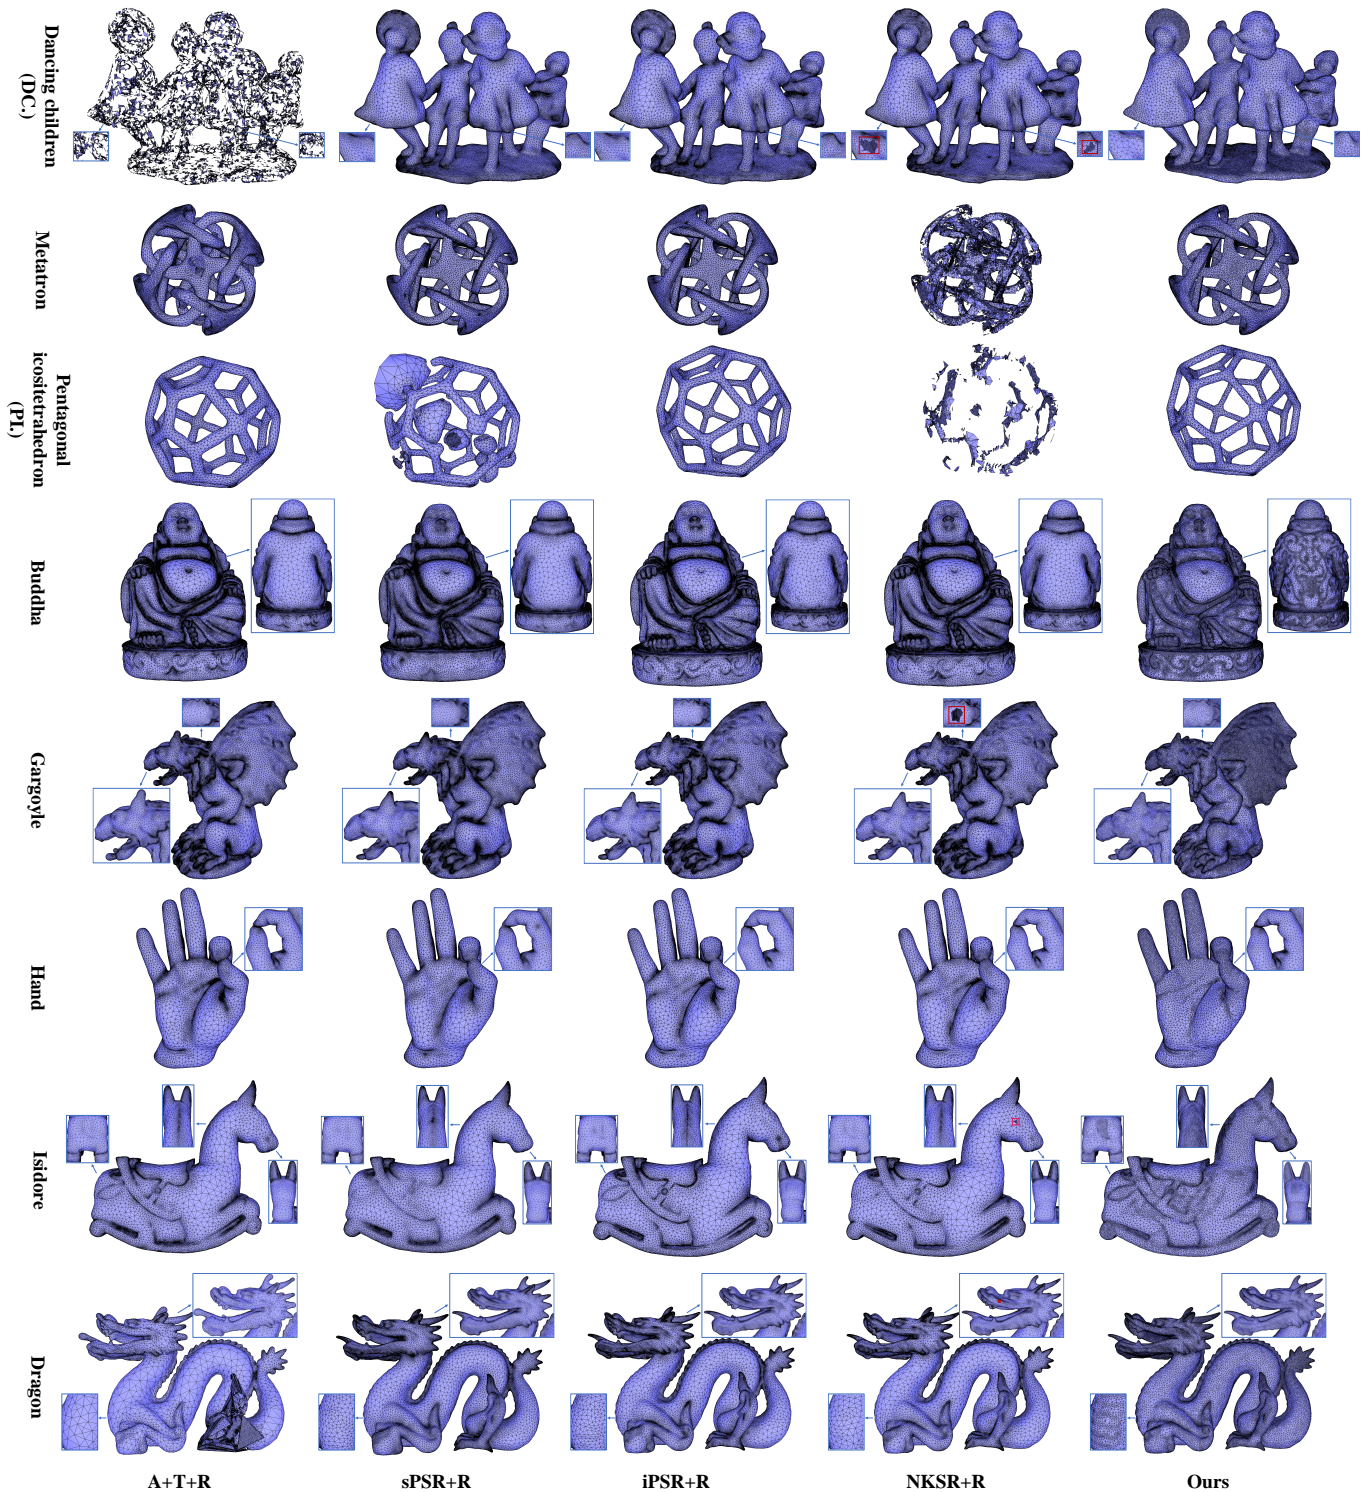 Dancing children
(DC.)
Metatron
Pentagonal
icositetrahedron
(PI.)
Buddha
Gargoyle
Hand
Isidore
Dragon
A+T+R
sPSR+R
iPSR+R
NKSR+R
Ours